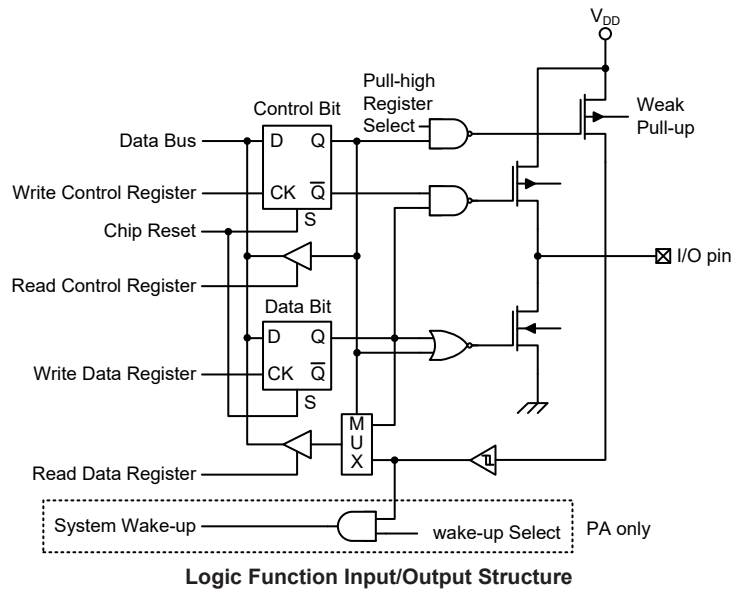 V_DD
Pull-high
Register
Select
Weak
Pull-up
Control Bit
Data Bus
D Q
Write Control Register
CK Q̅
S
Chip Reset
I/O pin
Read Control Register
Data Bit
D Q
Write Data Register
CK Q̅
S
M
U
X
Read Data Register
System Wake-up
wake-up Select
PA only
Logic Function Input/Output Structure